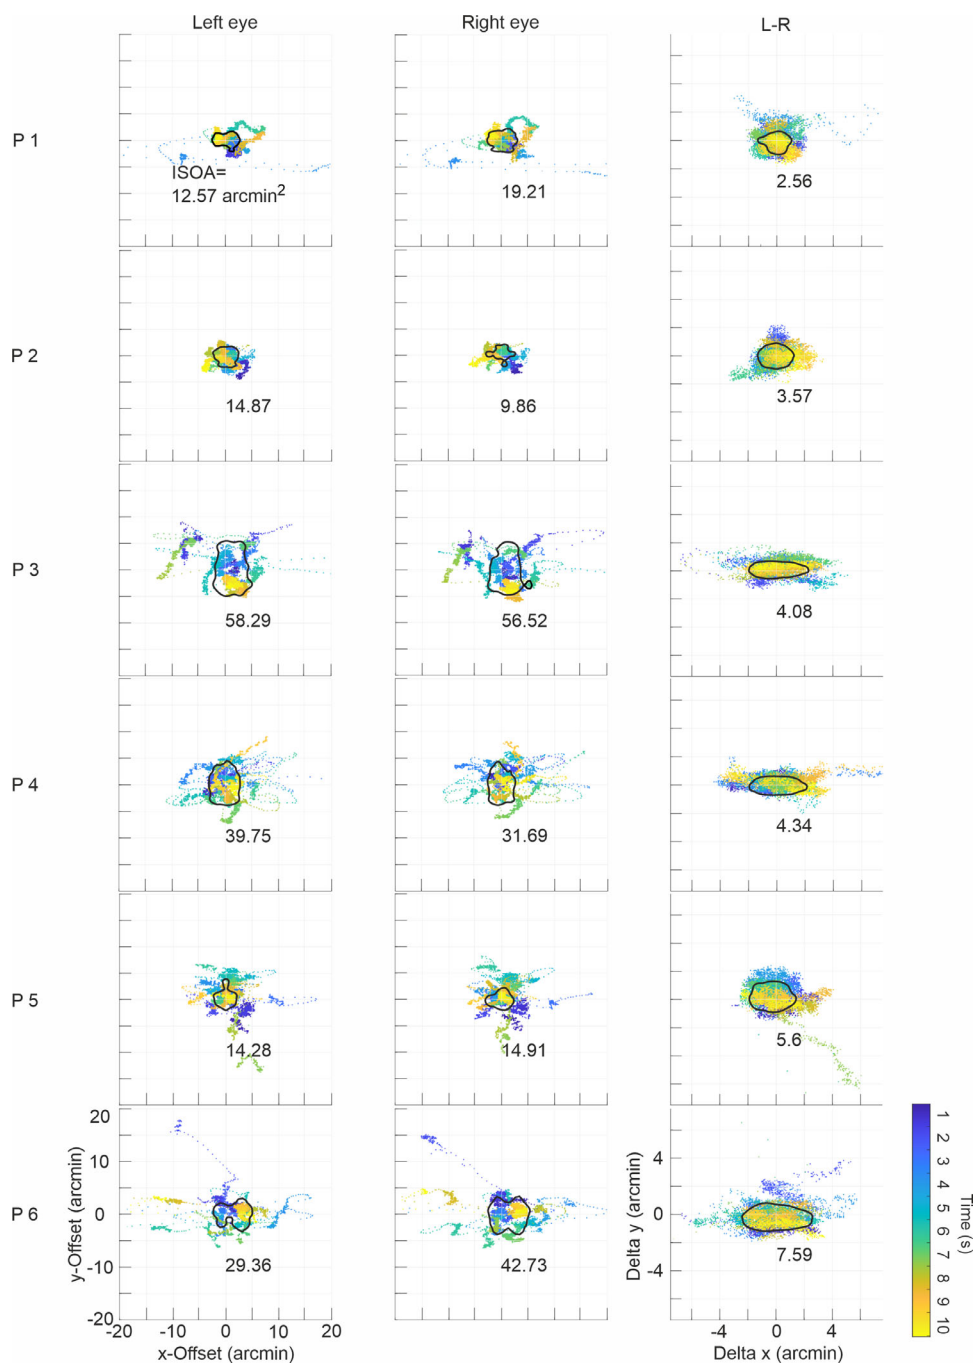 Left eye Right eye L-R
P 1
ISOA=
12.57 arcmin2 19.21 2.56
P 2
14.87 9.86 3.57
P 3
58.29 56.52 4.08
P 4
39.75 31.69 4.34
P 5
14.28 14.91 5.6
P 6
29.36 42.73 7.59
20
10
0
-10
-20
y-Offset (arcmin)
-20 -10 0 10 20
x-Offset (arcmin)
4
0
-4
Delta y (arcmin)
-4 0 4
Delta x (arcmin)
1 2 3 4 5 6 7 8 9 10
Time (s)